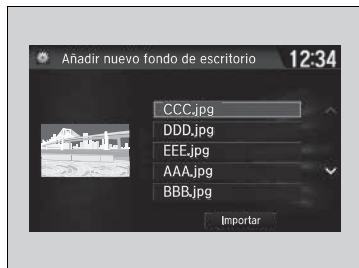 Añadir nuevo fondo de escritorio 12:34
CCC.jpg
DDD.jpg
EEE.jpg
AAA.jpg
BBB.jpg
Importar